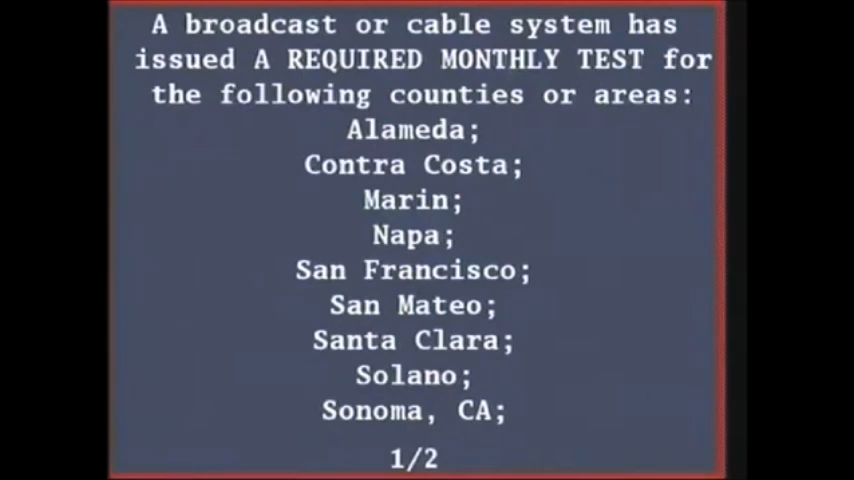 A broadcast or cable system has
issued A REQUIRED MONTHLY TEST for
the following counties or areas:
Alameda;
Contra Costa;
Marin;
Napa;
San Francisco;
San Mateo;
Santa Clara;
Solano;
Sonoma, CA;
1/2